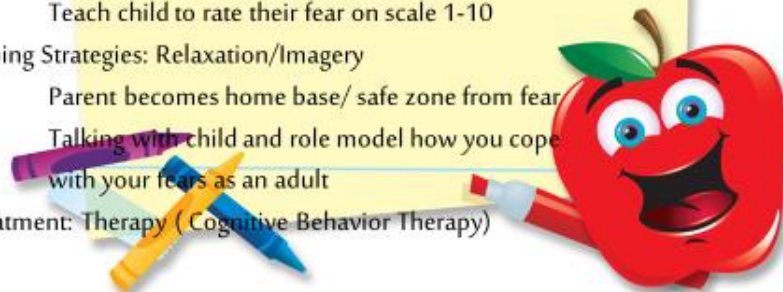 Teach child to rate their fear on scale 1-10
ing Strategies: Relaxation/Imagery
Parent becomes home base/ safe zone from fear
Talking with child and role model how you cope
with your fears as an adult
atment: Therapy ( Cognitive Behavior Therapy)